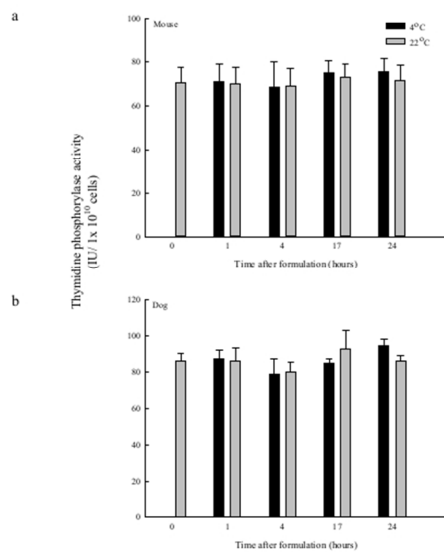 a
Mouse
4°C
22°C
100
80
60
40
20
0
0 1 4 17 24
Time after formulation (hours)
Thymidine phosphorylase activity
(IU/ 1x 10^10 cells)
b
Dog
120
100
80
60
40
20
0
0 1 4 17 24
Time after formulation (hours)